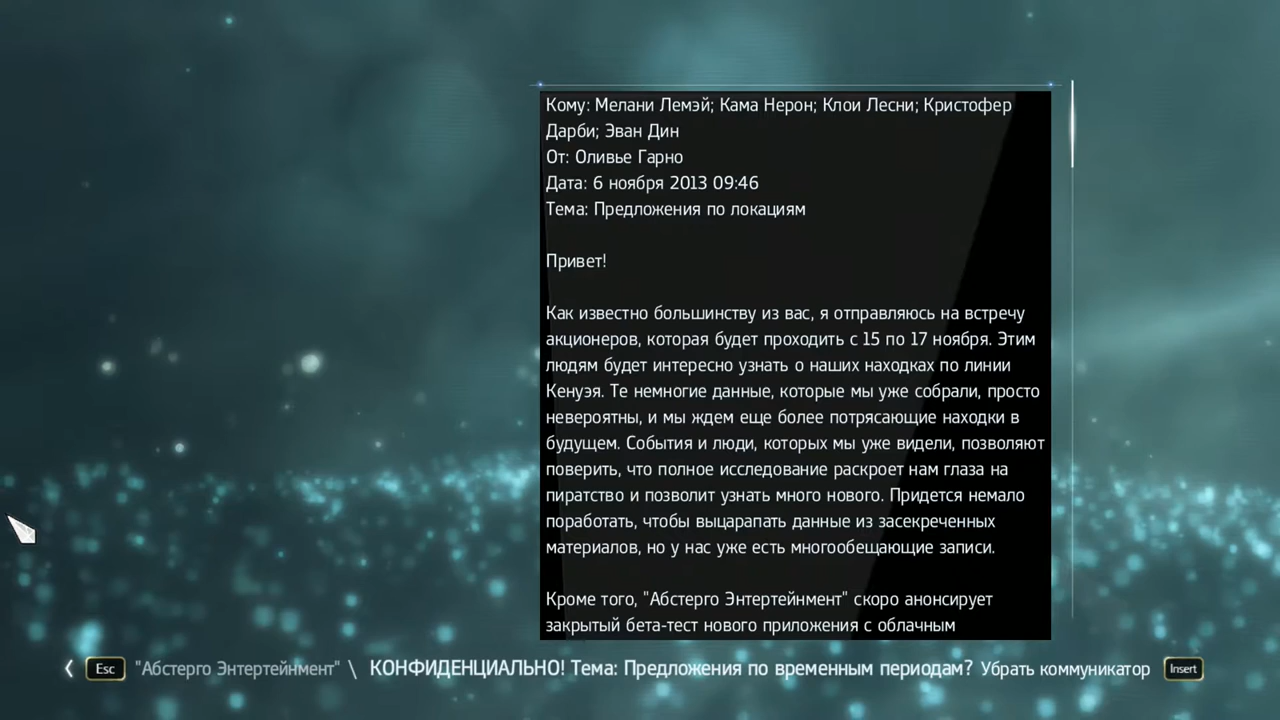 Кому: Мелани Лемэй; Кама Нерон; Клои Лесни; Кристофер
Дарби; Эван Дин
От: Оливье Гарно
Дата: 6 ноября 2013 09:46
Тема: Предложения по локациям
Привет!
Как известно большинству из вас, я отправляюсь на встречу
акционеров, которая будет проходить с 15 по 17 ноября. Этим
людям будет интересно узнать о наших находках по линии
Кенуэя. Те немногие данные, которые мы уже собрали, просто
невероятны, и мы ждем еще более потрясающие находки в
будущем. События и люди, которых мы уже видели, позволяют
поверить, что полное исследование раскроет нам глаза на
пиратство и позволит узнать много нового. Придется немало
поработать, чтобы выцарапать данные из засекреченных
материалов, но у нас уже есть многообещающие записи.
Кроме того, "Абстерго Энтертейнмент" скоро анонсирует
закрытый бета-тест нового приложения с облачным
Esc "Абстерго Энтертейнмент" \ КОНФИДЕНЦИАЛЬНО! Тема: Предложения по временным периодам? Убрать коммуникатор Insert